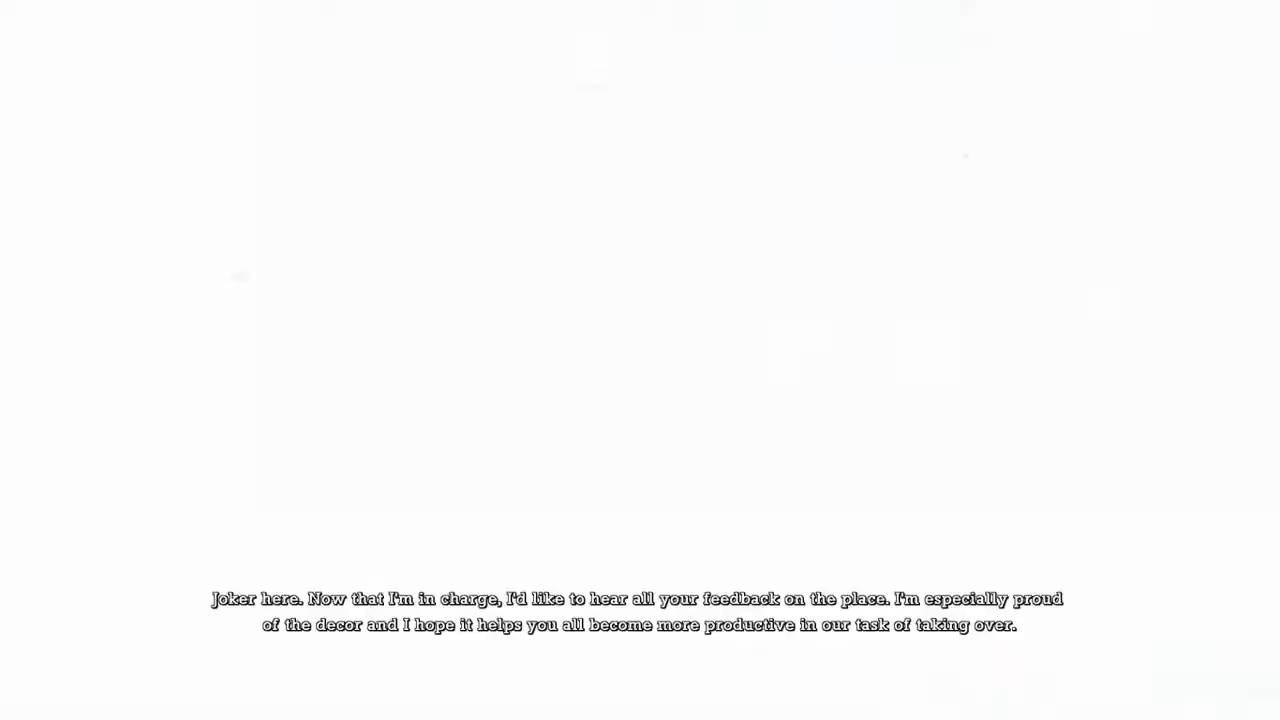 Joker here. Now that I'm in charge, I'd like to hear all your feedback on the place. I'm especially proud
of the decor and I hope it helps you all become more productive in our task of taking over.